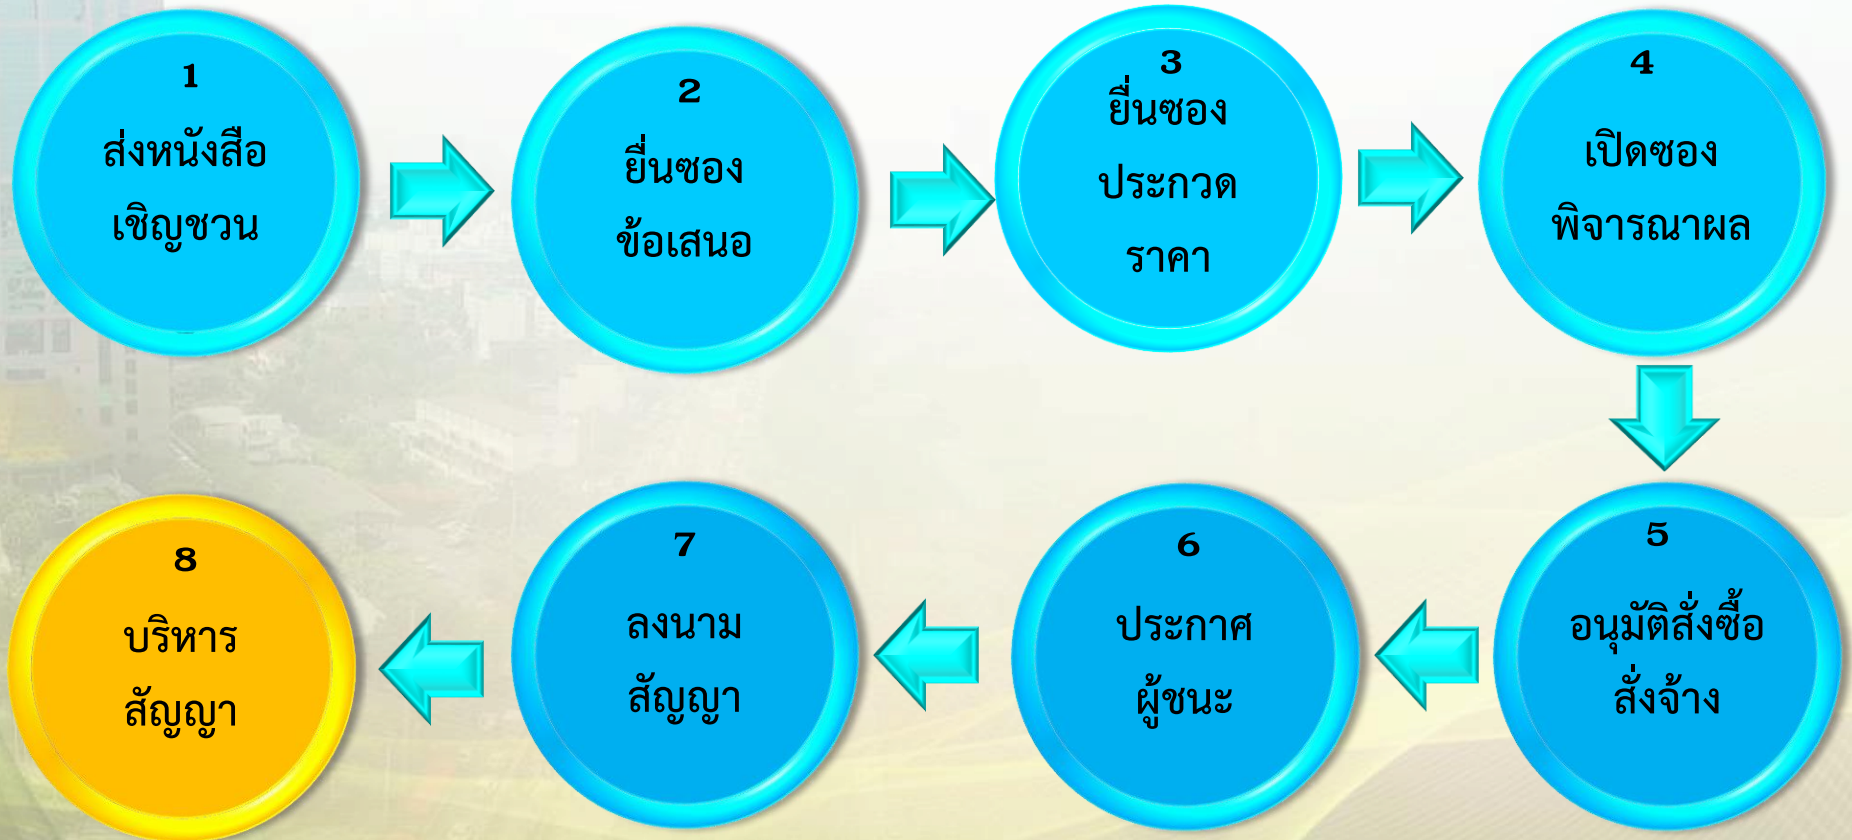 1
ส่งหนังสือ
เชิญชวน
2
ยื่นซอง
ข้อเสนอ
3
ยื่นซอง
ประกวด
ราคา
4
เปิดซอง
พิจารณาผล
5
อนุมัติสั่งซื้อ
สั่งจ้าง
6
ประกาศ
ผู้ชนะ
7
ลงนาม
สัญญา
8
บริหาร
สัญญา